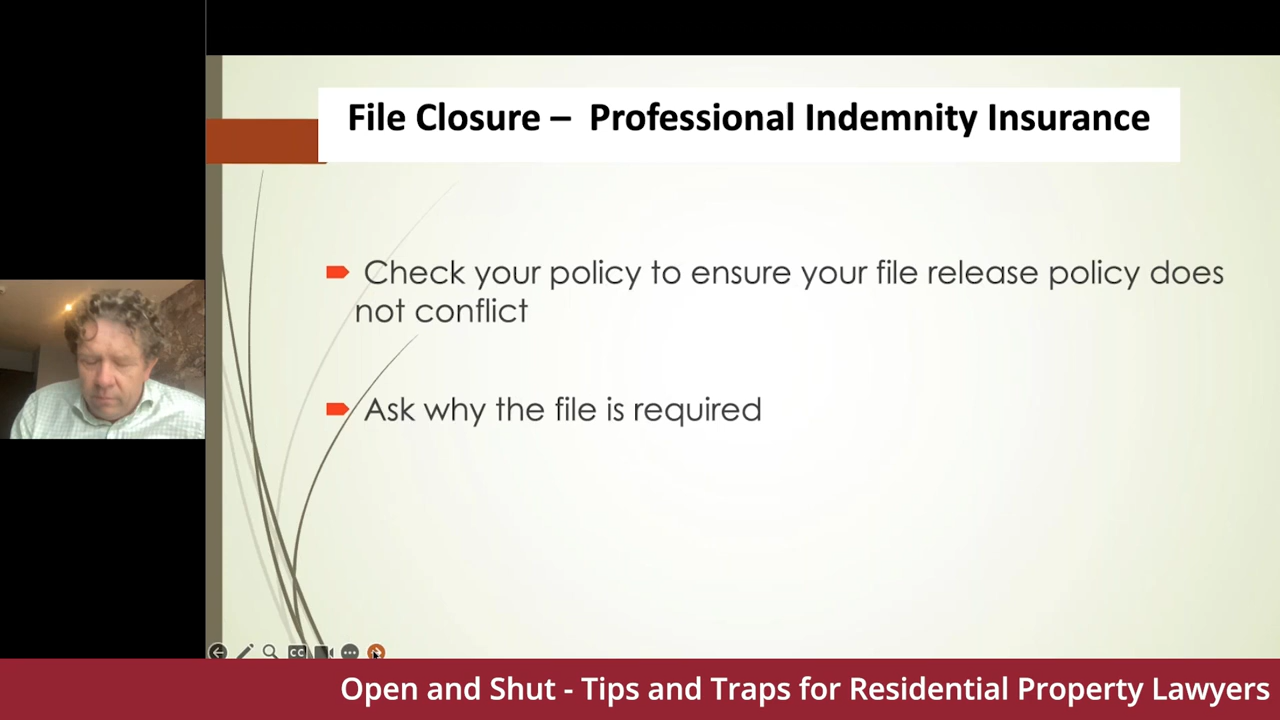 File Closure – Professional Indemnity Insurance
Check your policy to ensure your file release policy does
not conflict
Ask why the file is required
CC
Open and Shut - Tips and Traps for Residential Property Lawyers